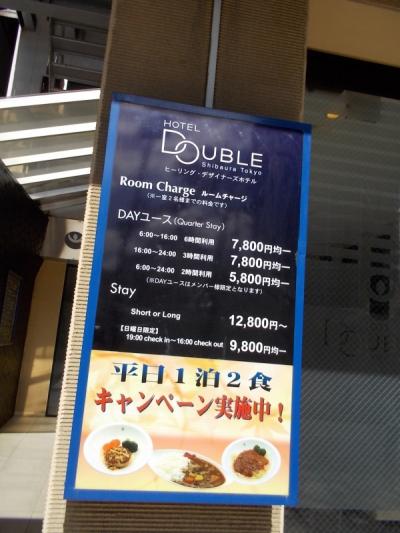 HOTEL
DOUBLE
Shibaura Tokyo
ヒーリング・デザイナーズホテル
Room Charge ルームチャージ
(※一室2名様までの料金です)
DAYユース(Quarter Stay)
6:00~16:00 6時間利用 7,800円均一
16:00~24:00 3時間利用 7,800円均一
6:00~24:00 2時間利用 5,800円均一
(※DAYユースはメンバー様限定となります)
Stay
Short or Long 12,800円~
【日曜日限定】
19:00 check in~16:00 check out 9,800円均一
平日1泊2食
キャンペーン実施中!